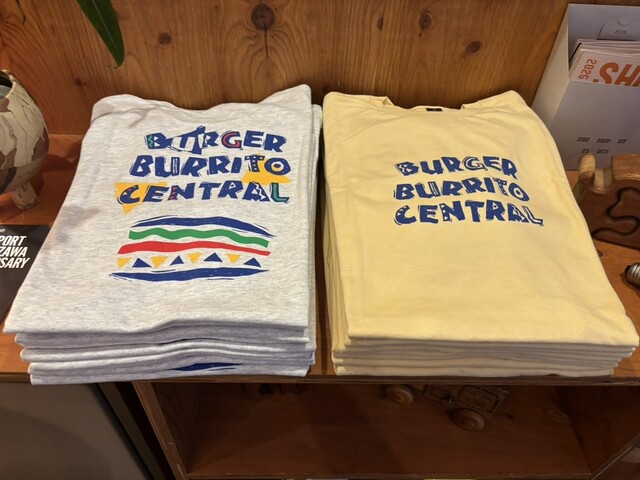 BURGER
BURRITO
CENTRAL
BURGER
BURRITO
CENTRAL
PORT
ZAWA
SARY